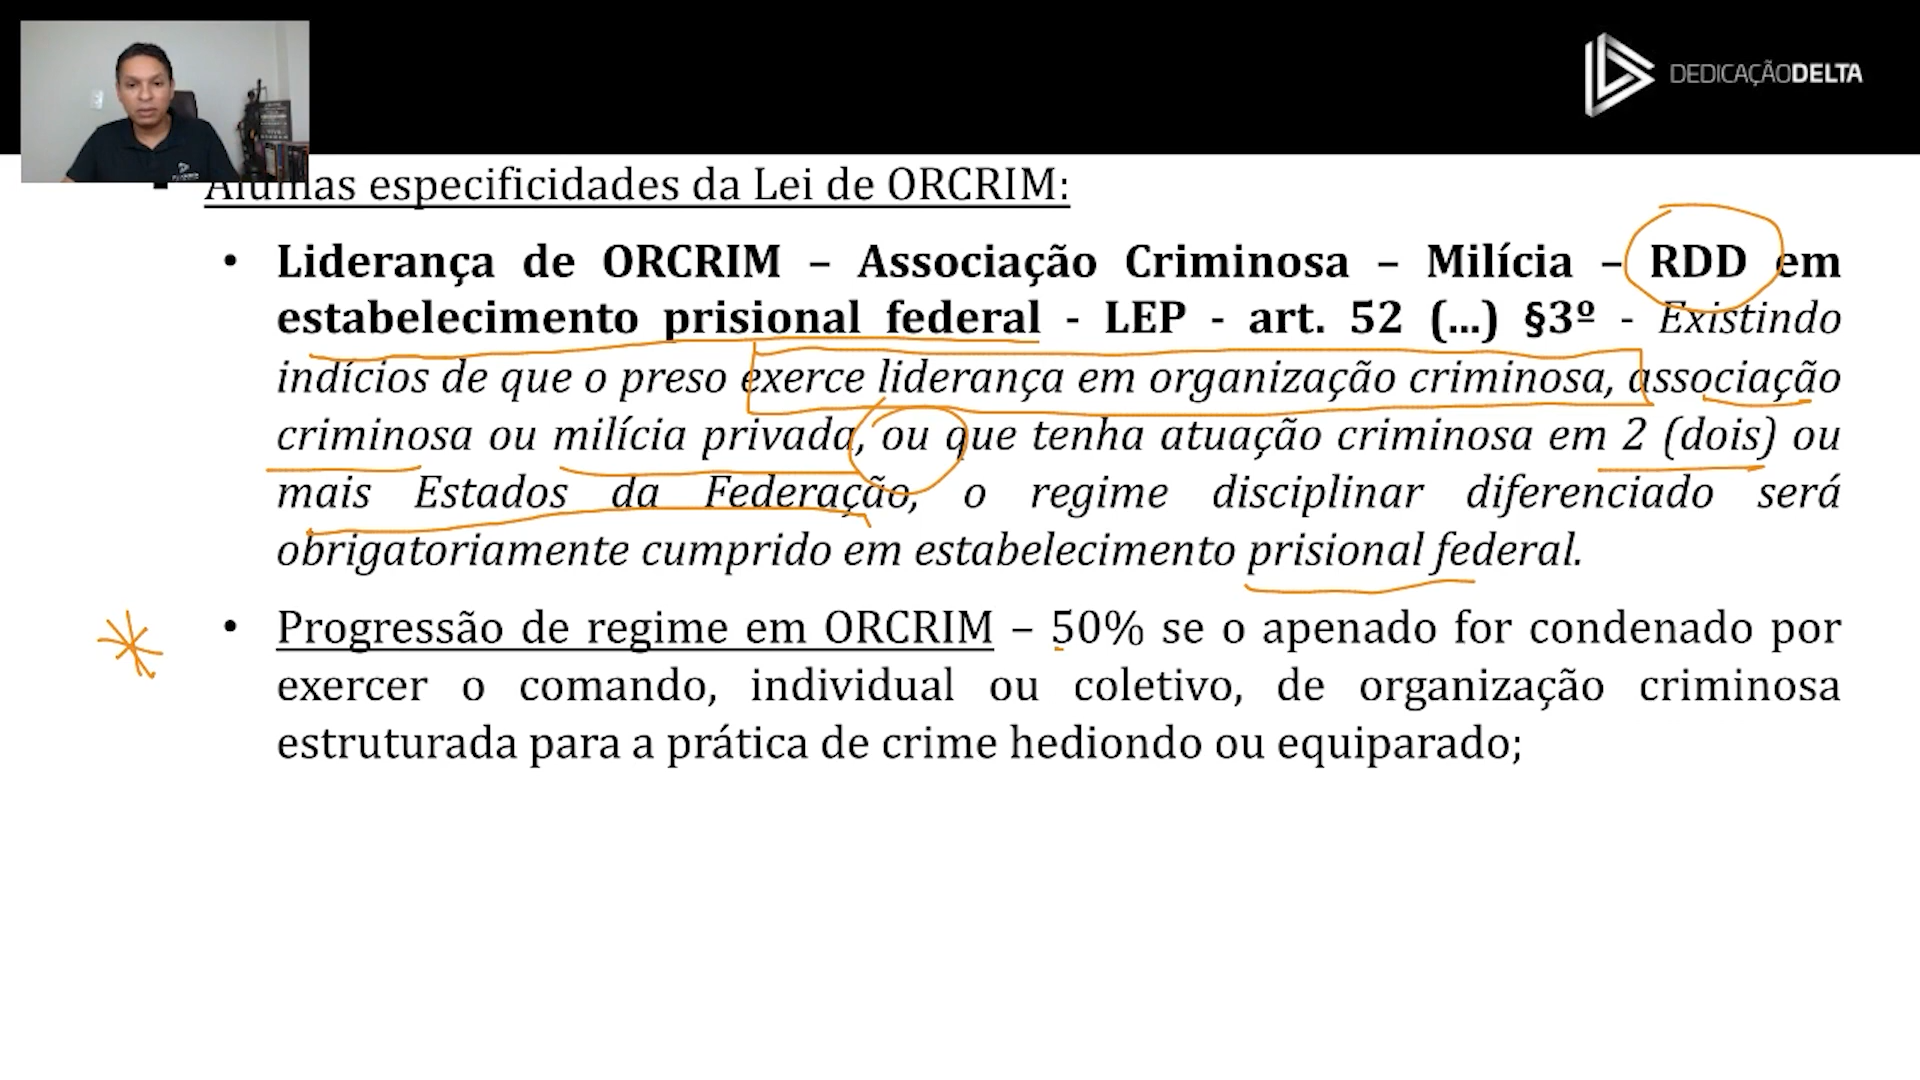 DEDICAÇÃODELTA
Algumas especificidades da Lei de ORCRIM:
• Liderança de ORCRIM – Associação Criminosa – Milícia – RDD em
estabelecimento prisional federal - LEP - art. 52 (...) §3º - Existindo
indícios de que o preso exerce liderança em organização criminosa, associação
criminosa ou milícia privada, ou que tenha atuação criminosa em 2 (dois) ou
mais Estados da Federação, o regime disciplinar diferenciado será
obrigatoriamente cumprido em estabelecimento prisional federal.
• Progressão de regime em ORCRIM – 50% se o apenado for condenado por
exercer o comando, individual ou coletivo, de organização criminosa
estruturada para a prática de crime hediondo ou equiparado;